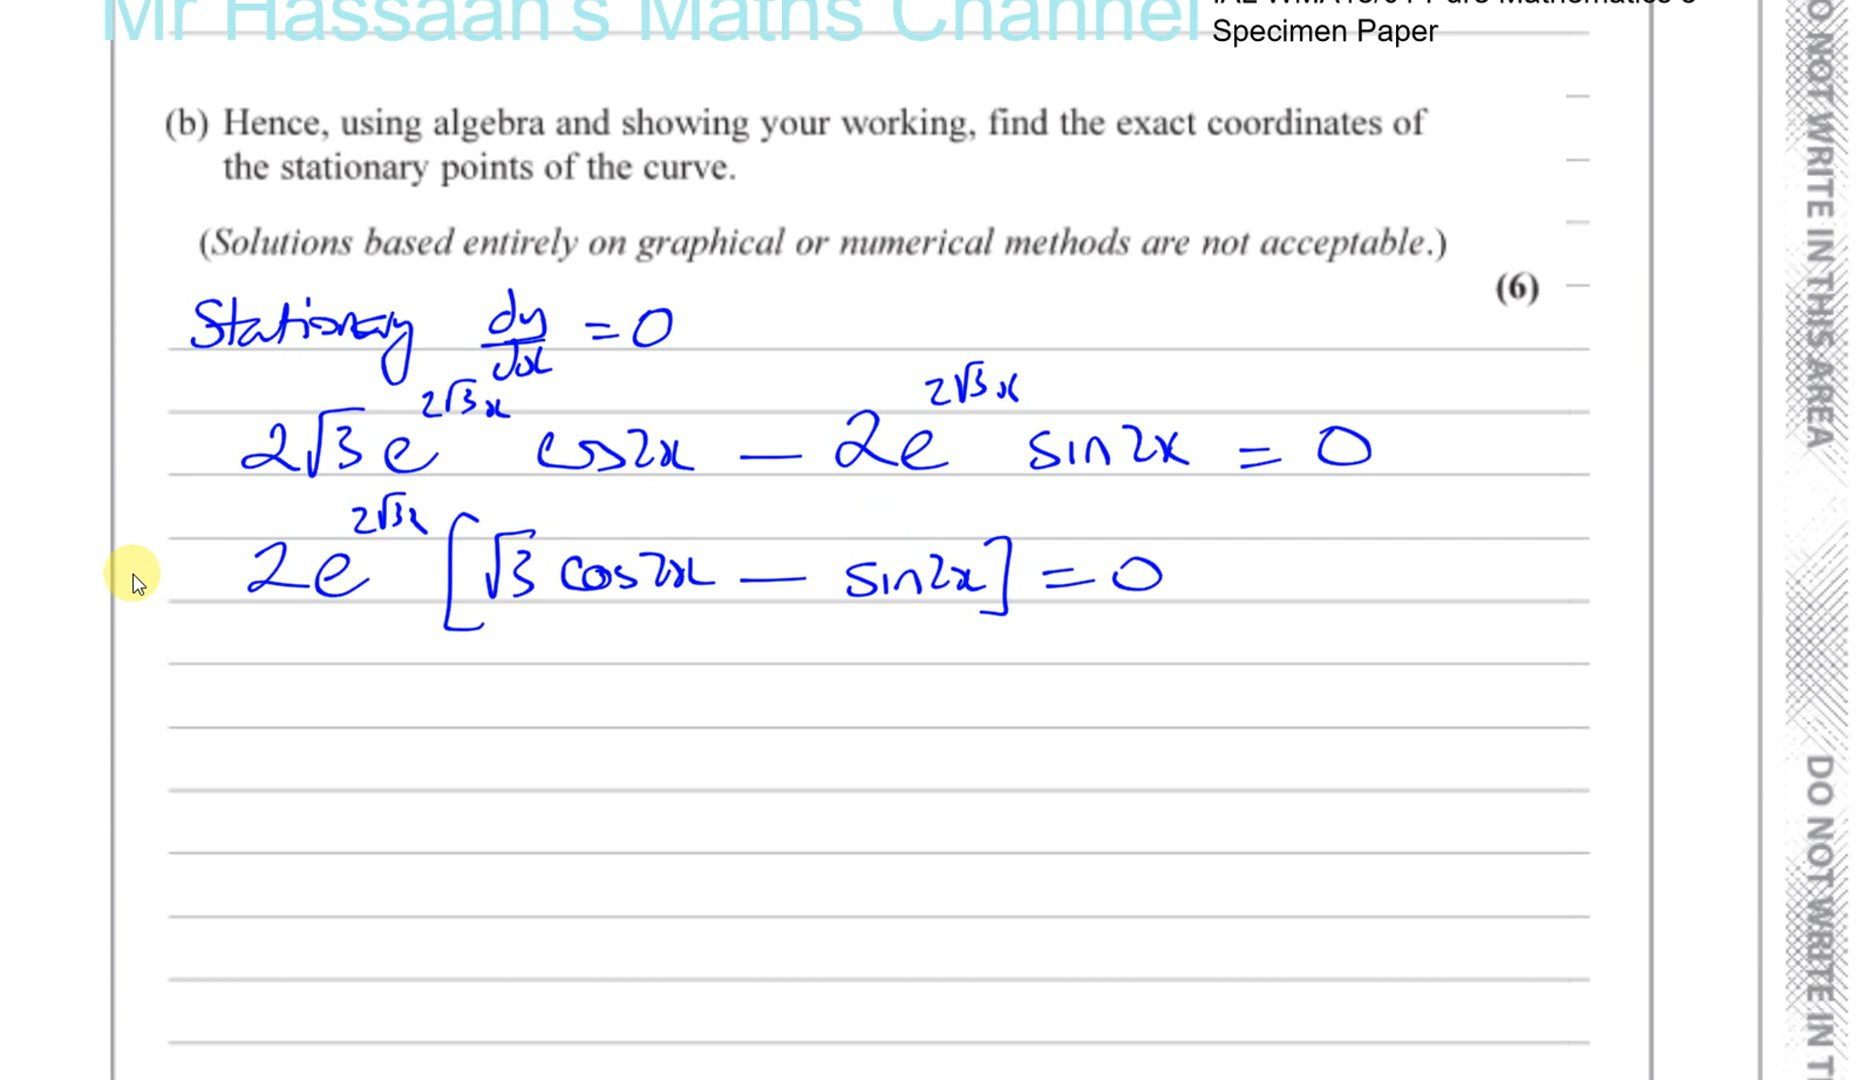 Mr Hassaan's Maths Channel
Specimen Paper
(b) Hence, using algebra and showing your working, find the exact coordinates of
the stationary points of the curve.
(Solutions based entirely on graphical or numerical methods are not acceptable.)
(6)
Stationary dy/dx = 0
2√3 e^{2√3x} cos2x − 2e^{2√3x} sin2x = 0
2e^{2√3x} [√3 cos2x − sin2x] = 0
O NOT WRITE IN THIS AREA
DO NOT WRITE IN T